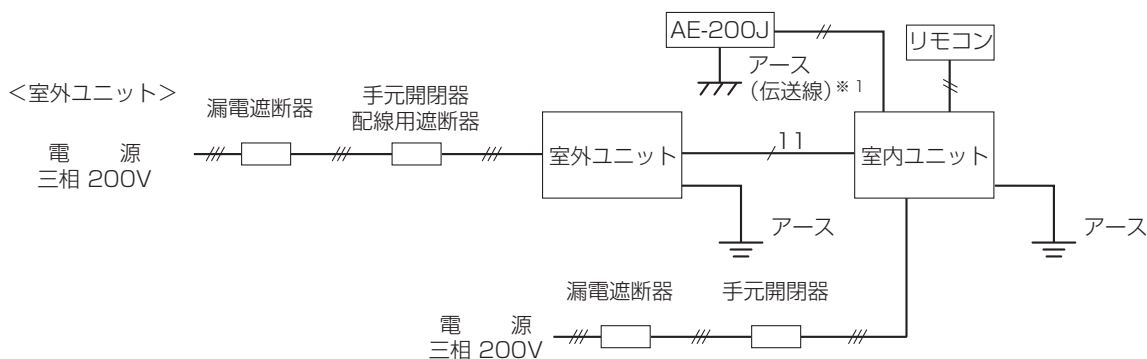 AE-200J
リモコン
アース
(伝送線)※1
<室外ユニット>
漏電遮断器
手元開閉器
配線用遮断器
電 源
三相 200V
室外ユニット
11
室内ユニット
アース
アース
漏電遮断器
手元開閉器
電 源
三相 200V